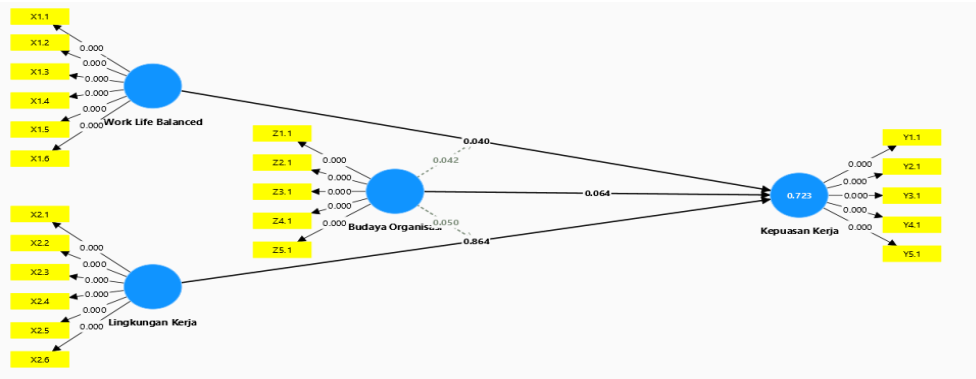 X1.1
X1.2
X1.3
X1.4
X1.5
X1.6
0.000
0.000
0.000
0.000
0.000
0.000
Work Life Balanced
X2.1
X2.2
X2.3
X2.4
X2.5
X2.6
0.000
0.000
0.000
0.000
0.000
0.000
Lingkungan Kerja
Z1.1
Z2.1
Z3.1
Z4.1
Z5.1
0.000
0.000
0.000
0.000
0.000
Budaya
0.040
0.042
0.064
0.050
0.864
0.723
Kepuasan Kerja
0.000
0.000
0.000
0.000
0.000
Y1.1
Y2.1
Y3.1
Y4.1
Y5.1